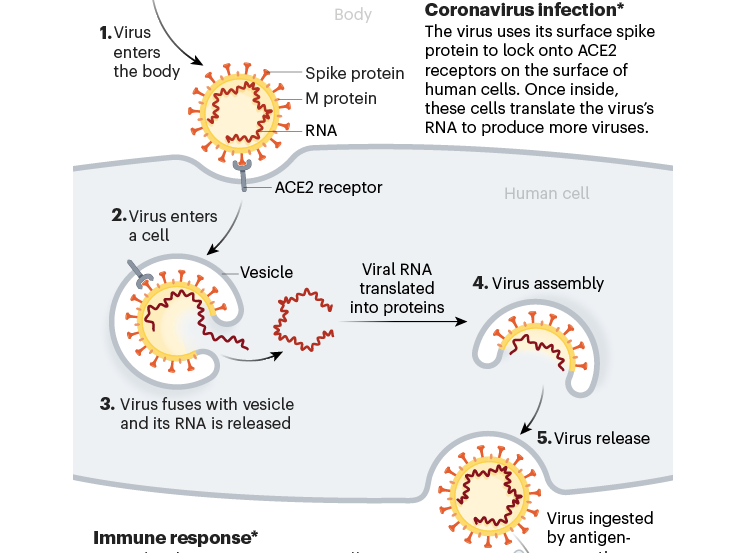 Body
Coronavirus infection*
The virus uses its surface spike
protein to lock onto ACE2
receptors on the surface of
human cells. Once inside,
these cells translate the virus’s
RNA to produce more viruses.
1. Virus
enters
the body
Spike protein
M protein
RNA
ACE2 receptor
Human cell
2. Virus enters
a cell
Vesicle
Viral RNA
translated
into proteins
4. Virus assembly
3. Virus fuses with vesicle
and its RNA is released
5. Virus release
Virus ingested
by antigen-
Immune response*